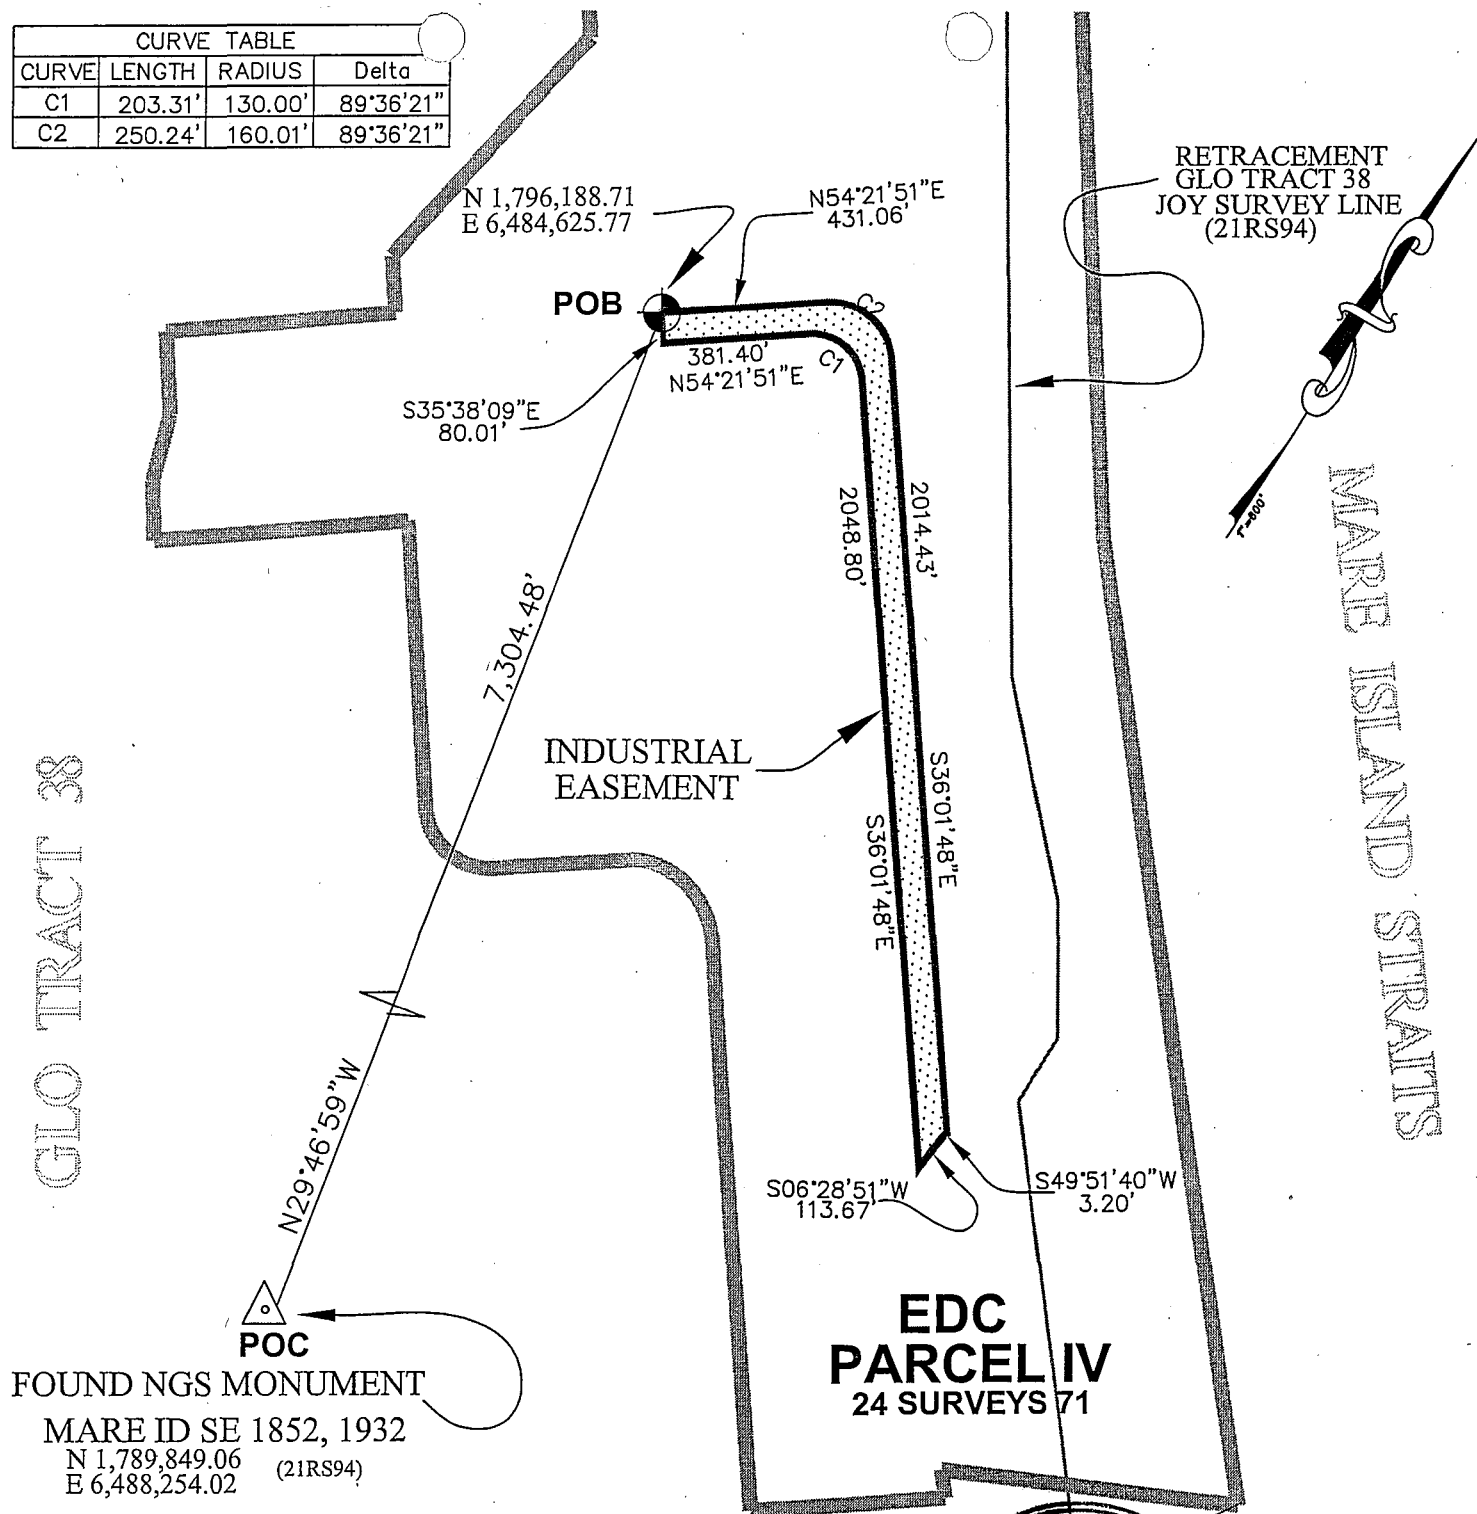 CURVE TABLE
CURVE LENGTH RADIUS Delta
C1 203.31' 130.00' 89°36'21"
C2 250.24' 160.01' 89°36'21"
N 1,796,188.71
E 6,484,625.77
N54°21'51"E
431.06'
RETRACEMENT
GLO TRACT 38
JOY SURVEY LINE
(21RS94)
POB
C2
C1
381.40'
N54°21'51"E
S35°38'09"E
80.01'
1"=800'
2014.43'
2048.80'
MARE ISLAND STRAITS
7,304.48'
INDUSTRIAL
EASEMENT
S36°01'48"E
S36°01'48"E
GLO TRACT 38
N29°46'59"W
S06°28'51"W
113.67'
S49°51'40"W
3.20'
EDC
PARCEL IV
24 SURVEYS 71
POC
FOUND NGS MONUMENT
MARE ID SE 1852, 1932
N 1,789,849.06
E 6,488,254.02
(21RS94)